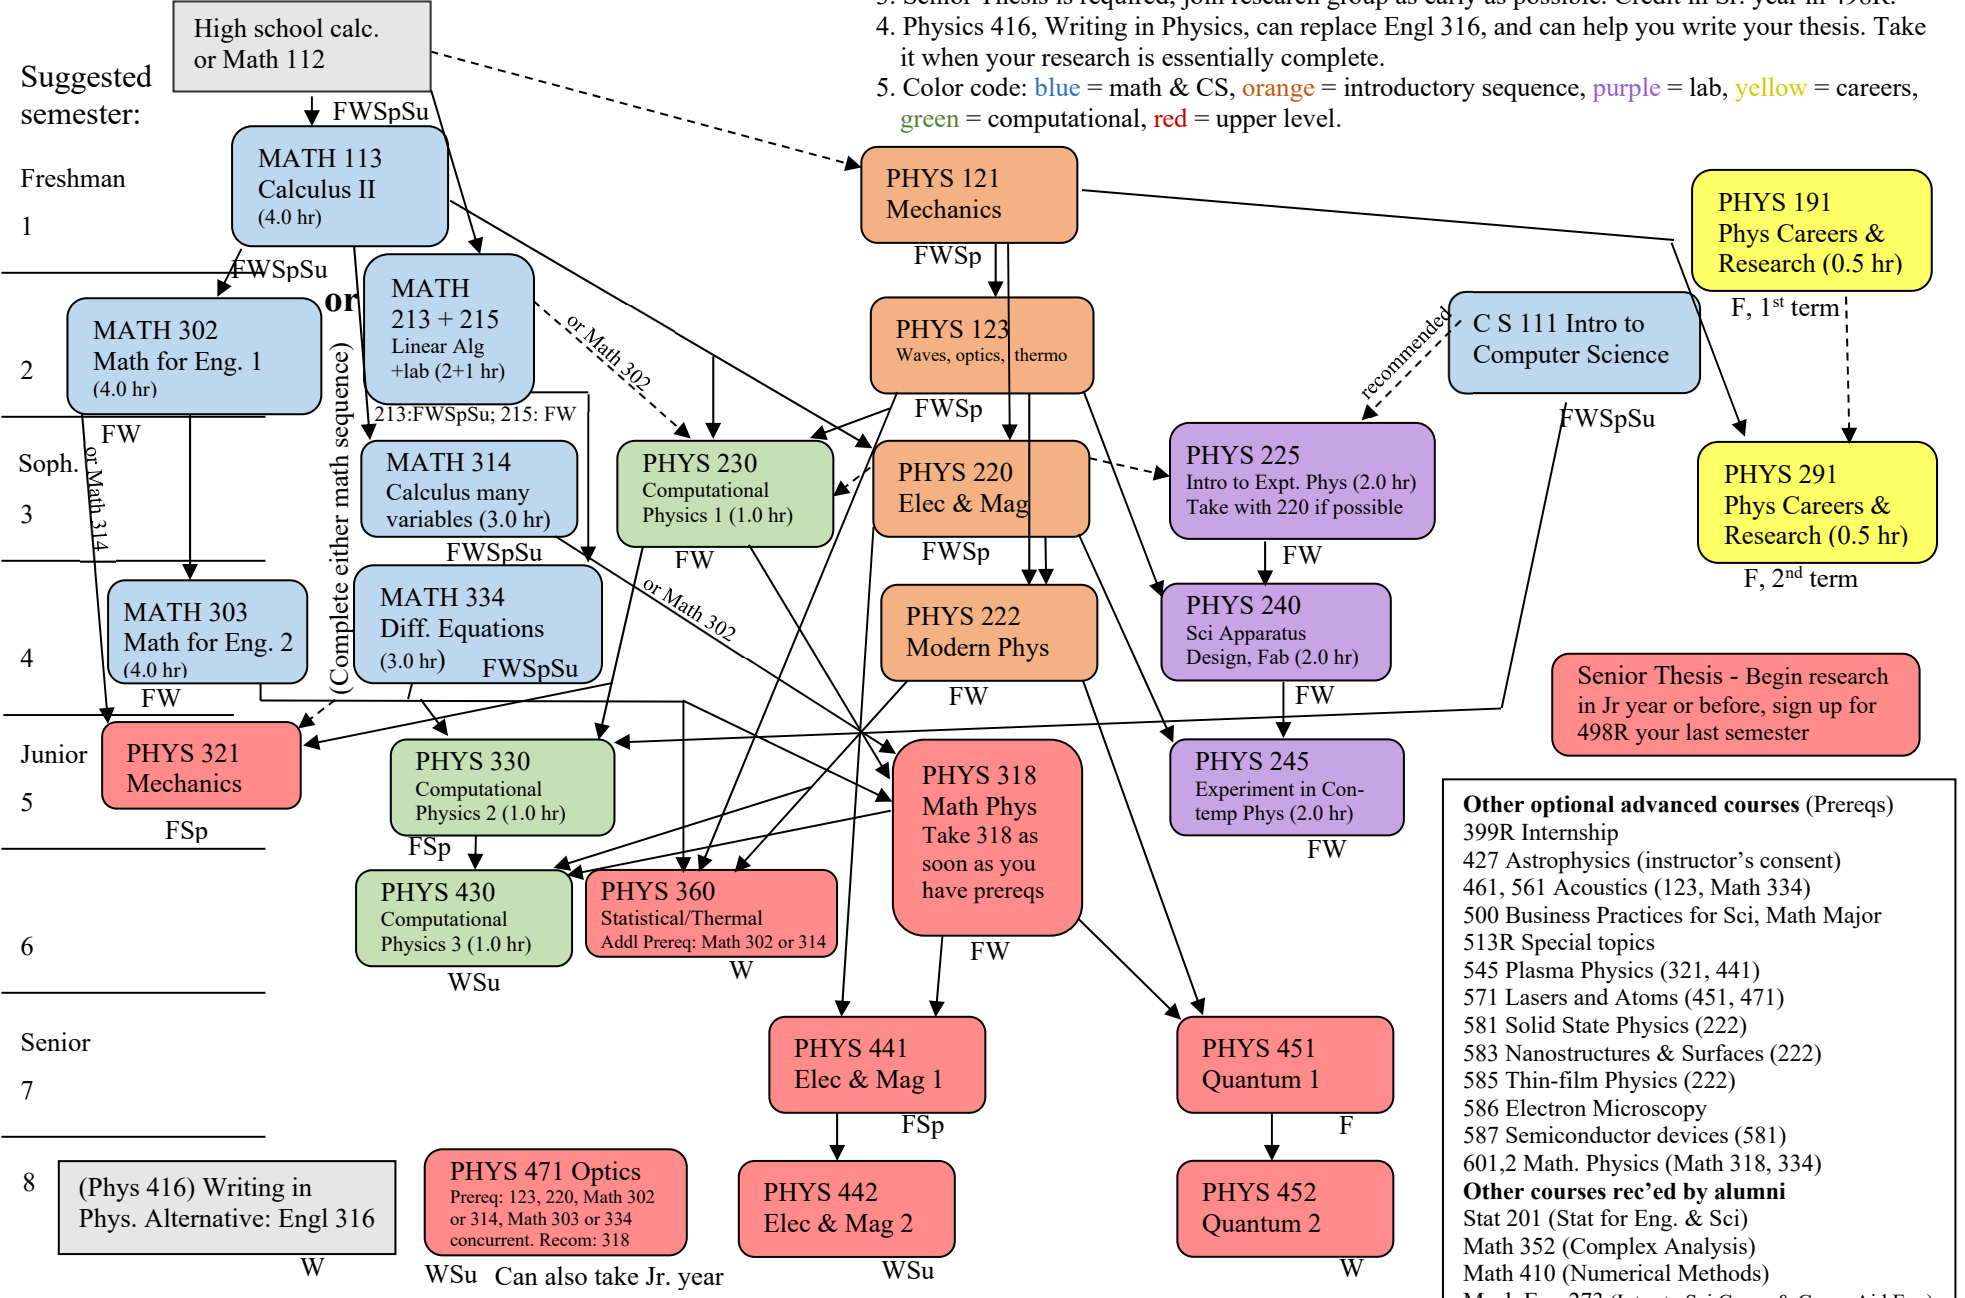 3. Senior Thesis is required, join research group as early as possible. Credit in Sr. year in 498R.
4. Physics 416, Writing in Physics, can replace Engl 316, and can help you write your thesis. Take
it when your research is essentially complete.
5. Color code: blue = math & CS, orange = introductory sequence, purple = lab, yellow = careers,
green = computational, red = upper level.
High school calc.
or Math 112
Suggested
semester:
FWSpSu
Freshman
1
MATH 113
Calculus II
(4.0 hr)
FWSpSu
PHYS 121
Mechanics
FWSp
PHYS 191
Phys Careers &
Research (0.5 hr)
F, 1st term
or
(Complete either math sequence)
2
MATH 302
Math for Eng. 1
(4.0 hr)
FW
MATH
213 + 215
Linear Alg
+lab (2+1 hr)
213:FWSpSu; 215: FW
or Math 302
PHYS 123
Waves, optics, thermo
FWSp
recommended
C S 111 Intro to
Computer Science
FWSpSu
Soph.
3
or Math 314
MATH 314
Calculus many
variables (3.0 hr)
FWSpSu
PHYS 230
Computational
Physics 1 (1.0 hr)
FW
PHYS 220
Elec & Mag
FWSp
PHYS 225
Intro to Expt. Phys (2.0 hr)
Take with 220 if possible
FW
PHYS 291
Phys Careers &
Research (0.5 hr)
F, 2nd term
4
MATH 303
Math for Eng. 2
(4.0 hr)
FW
MATH 334
Diff. Equations
(3.0 hr)
FWSpSu
or Math 302
PHYS 222
Modern Phys
FW
PHYS 240
Sci Apparatus
Design, Fab (2.0 hr)
FW
Senior Thesis - Begin research
in Jr year or before, sign up for
498R your last semester
Junior
5
PHYS 321
Mechanics
FSp
PHYS 330
Computational
Physics 2 (1.0 hr)
FSp
PHYS 318
Math Phys
Take 318 as
soon as you
have prereqs
FW
PHYS 245
Experiment in Con-
temp Phys (2.0 hr)
FW
6
PHYS 430
Computational
Physics 3 (1.0 hr)
WSu
PHYS 360
Statistical/Thermal
Addl Prereq: Math 302 or 314
W
Senior
7
PHYS 441
Elec & Mag 1
FSp
PHYS 451
Quantum 1
F
8
(Phys 416) Writing in
Phys. Alternative: Engl 316
W
PHYS 471 Optics
Prereq: 123, 220, Math 302
or 314, Math 303 or 334
concurrent. Recom: 318
WSu Can also take Jr. year
PHYS 442
Elec & Mag 2
WSu
PHYS 452
Quantum 2
W
Other optional advanced courses (Prereqs)
399R Internship
427 Astrophysics (instructor's consent)
461, 561 Acoustics (123, Math 334)
500 Business Practices for Sci, Math Major
513R Special topics
545 Plasma Physics (321, 441)
571 Lasers and Atoms (451, 471)
581 Solid State Physics (222)
583 Nanostructures & Surfaces (222)
585 Thin-film Physics (222)
586 Electron Microscopy
587 Semiconductor devices (581)
601,2 Math. Physics (Math 318, 334)
Other courses rec'ed by alumni
Stat 201 (Stat for Eng. & Sci)
Math 352 (Complex Analysis)
Math 410 (Numerical Methods)